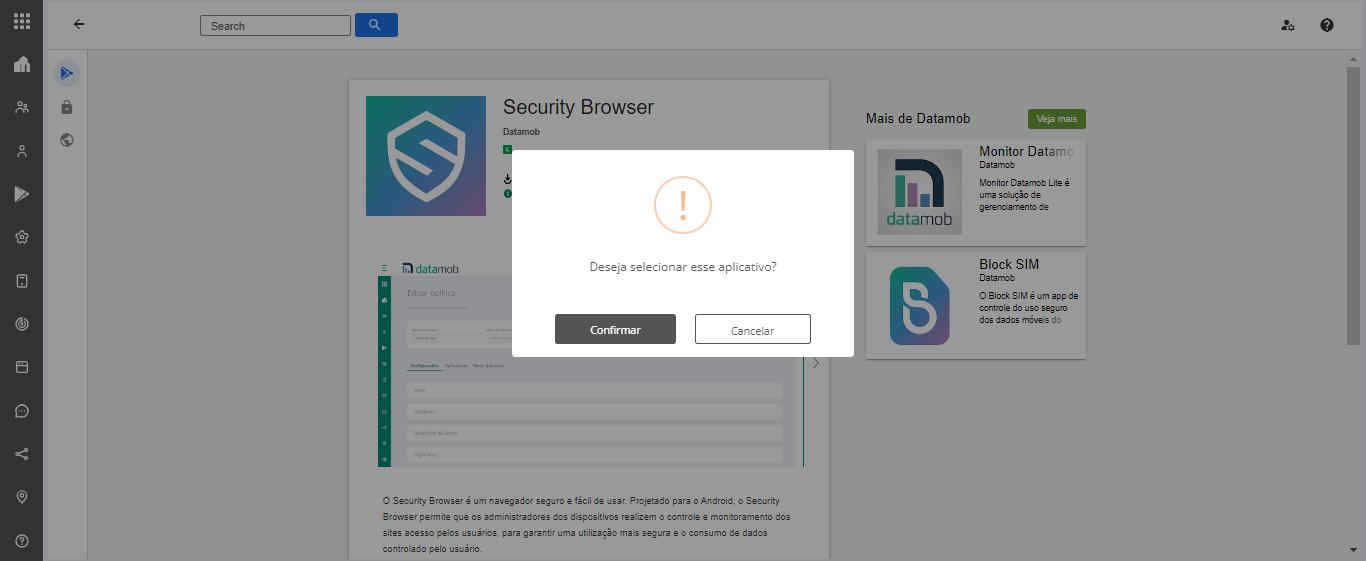 Search
Security Browser
Datamob
L
Mais de Datamob
Veja mais
Monitor Datamo
Datamob
Monitor Datamob Lite é
uma solução de
gerenciamento de
datamob
Block SIM
Datamob
O Block SIM é um app de
controle do uso seguro
dos dados móveis do
!
Deseja selecionar esse aplicativo?
Confirmar
Cancelar
datamob
Editar política
Configurações Aplicativos
Segurança
O Security Browser é um navegador seguro e fácil de usar. Projetado para o Android, o Security
Browser permite que os administradores dos dispositivos realizem o controle e monitoramento dos
sites acesso pelos usuários, para garantir uma utilização mais segura e o consumo de dados
controlado pelo usuário.